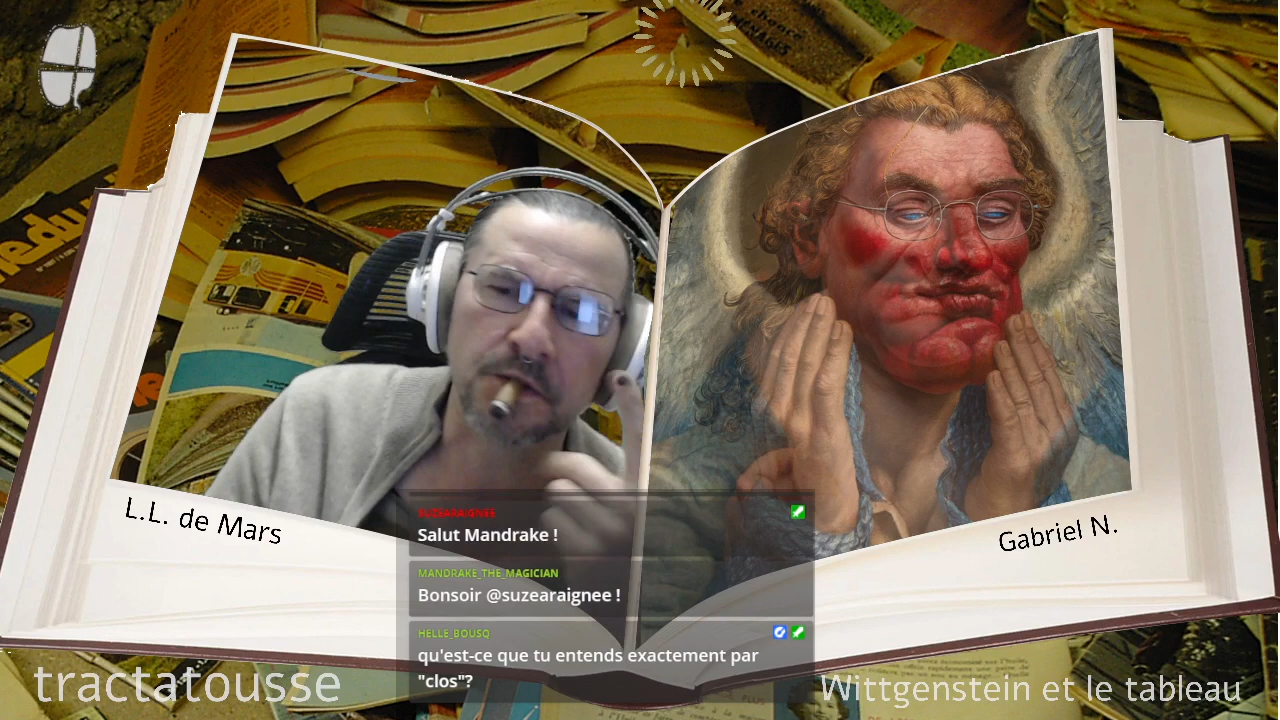 L.L. de Mars
Gabriel N.
SUZEARAIGNEE
Salut Mandrake !
MANDRAKE_THE_MAGICIAN
Bonsoir @suzearaignee !
HELLE_BOUSQ
qu'est-ce que tu entends exactement par
"clos"?
tractatousse
Wittgenstein et le tableau